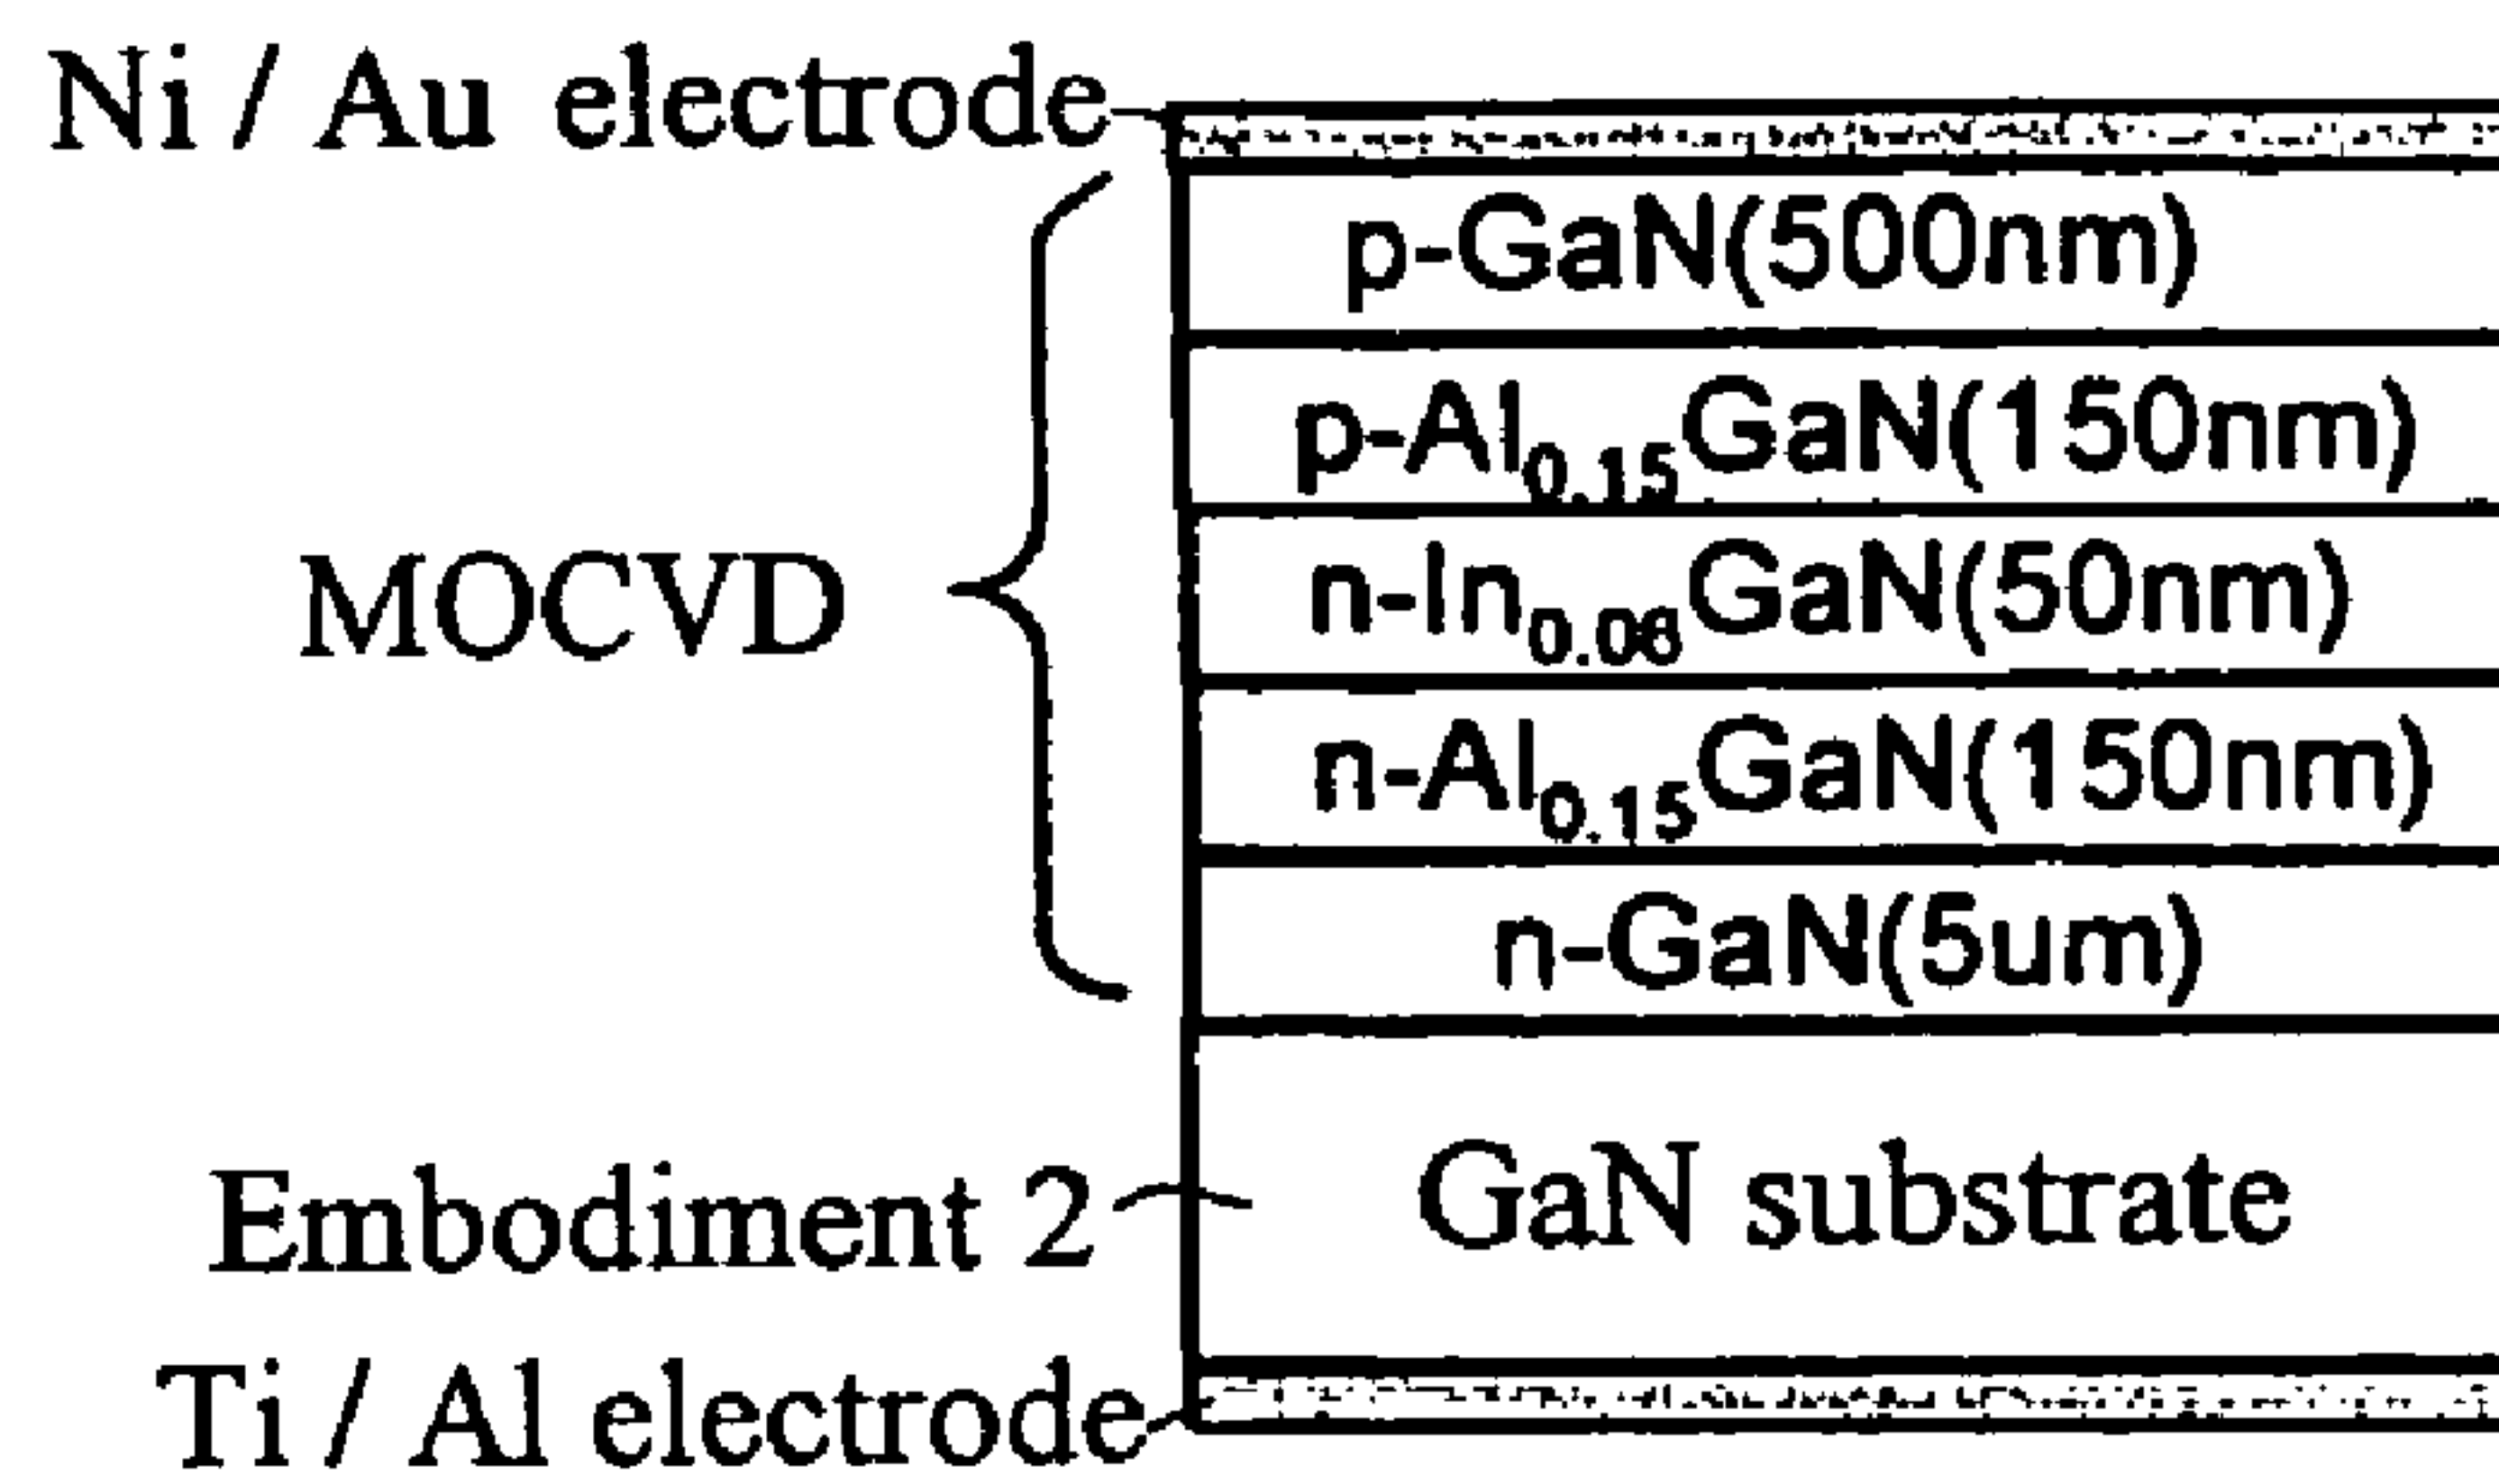 Ni / Au electrode
p-GaN(500nm)
p-Al0.15GaN(150nm)
MOCVD
n-In0.06GaN(50nm)
n-Al0.15GaN(150nm)
n-GaN(5um)
Embodiment 2
GaN substrate
Ti / Al electrode